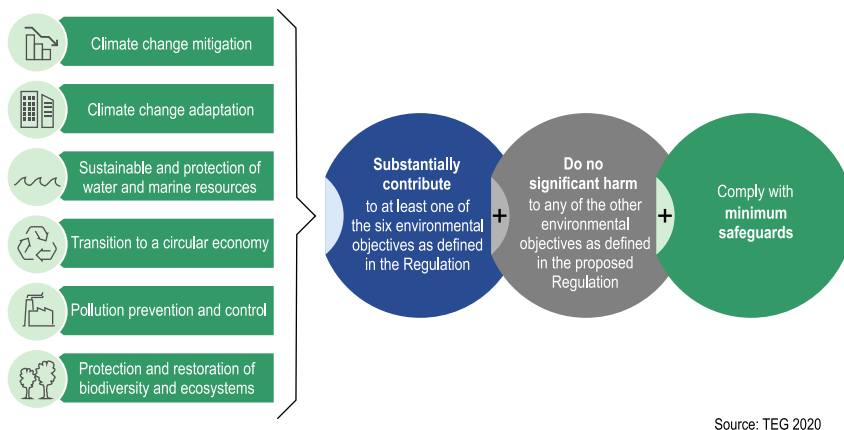 Climate change mitigation
Climate change adaptation
Sustainable and protection of
water and marine resources
Transition to a circular economy
Pollution prevention and control
Protection and restoration of
biodiversity and ecosystems
Substantially
contribute
to at least one of
the six environmental
objectives as defined
in the Regulation
+
Do no
significant harm
to any of the other
environmental
objectives as defined
in the proposed
Regulation
+
Comply with
minimum
safeguards
Source: TEG 2020